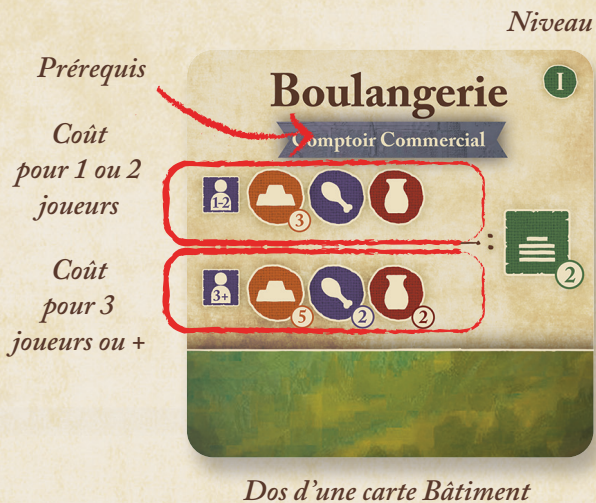 Niveau
Prérequis
Boulangerie
I
Comptoir Commercial
Coût
pour 1 ou 2
joueurs
1-2
3
2
Coût
pour 3
joueurs ou +
3+
5
2
2
Dos d’une carte Bâtiment